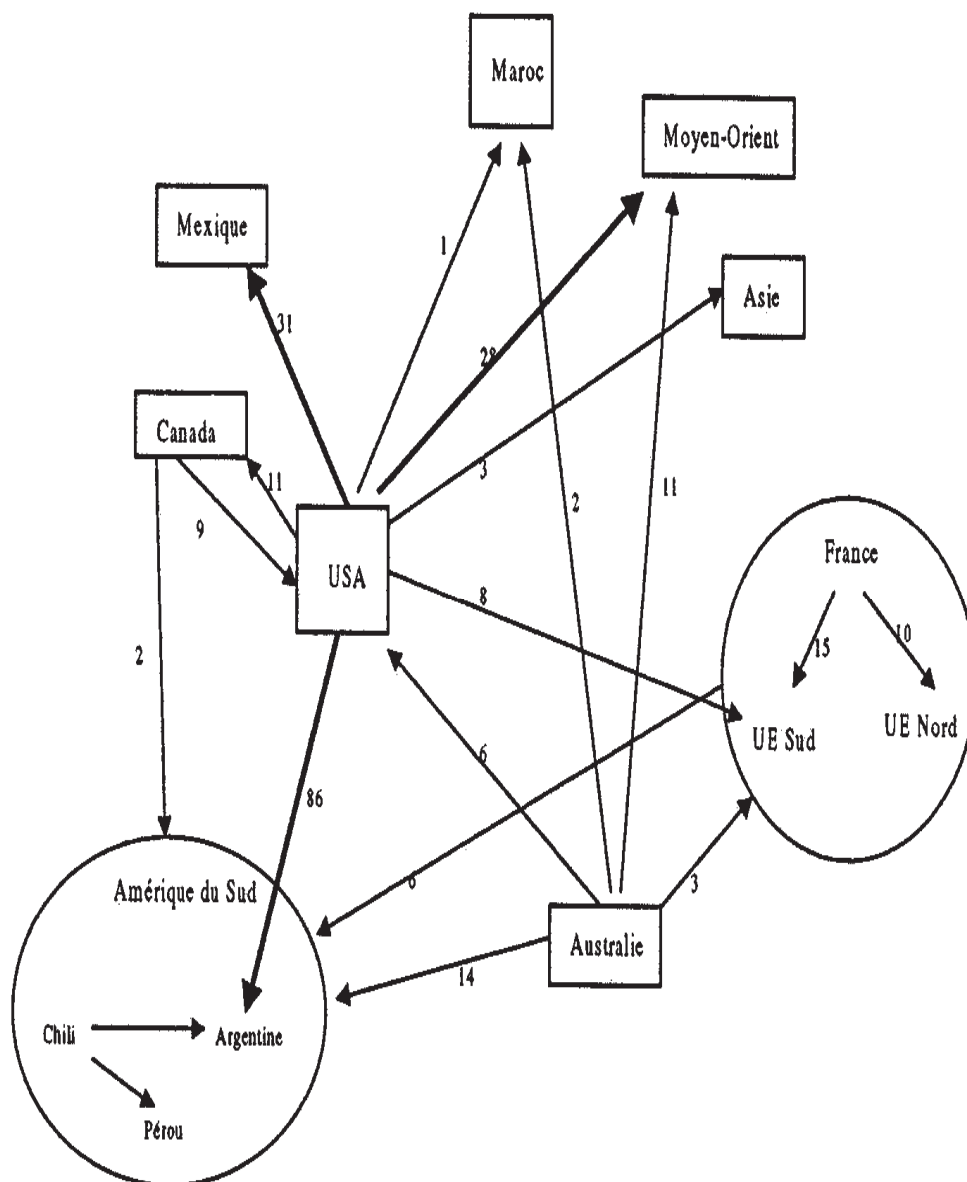 Maroc
Moyen-Orient
Mexique
1
Asie
31
28
Canada
11
3
2
11
9
USA
France
8
15
10
2
UE Sud
UE Nord
6
86
6
3
Amérique du Sud
Australie
14
Chili
Argentine
Pérou